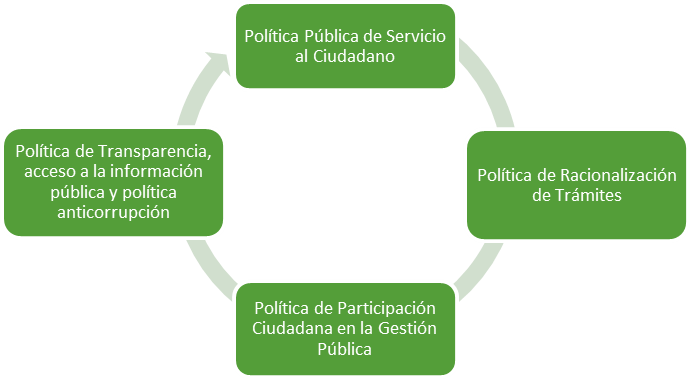 Política Pública de Servicio
al Ciudadano
Política de Transparencia,
acceso a la información
pública y política
anticorrupción
Política de Racionalización
de Trámites
Política de Participación
Ciudadana en la Gestión
Pública